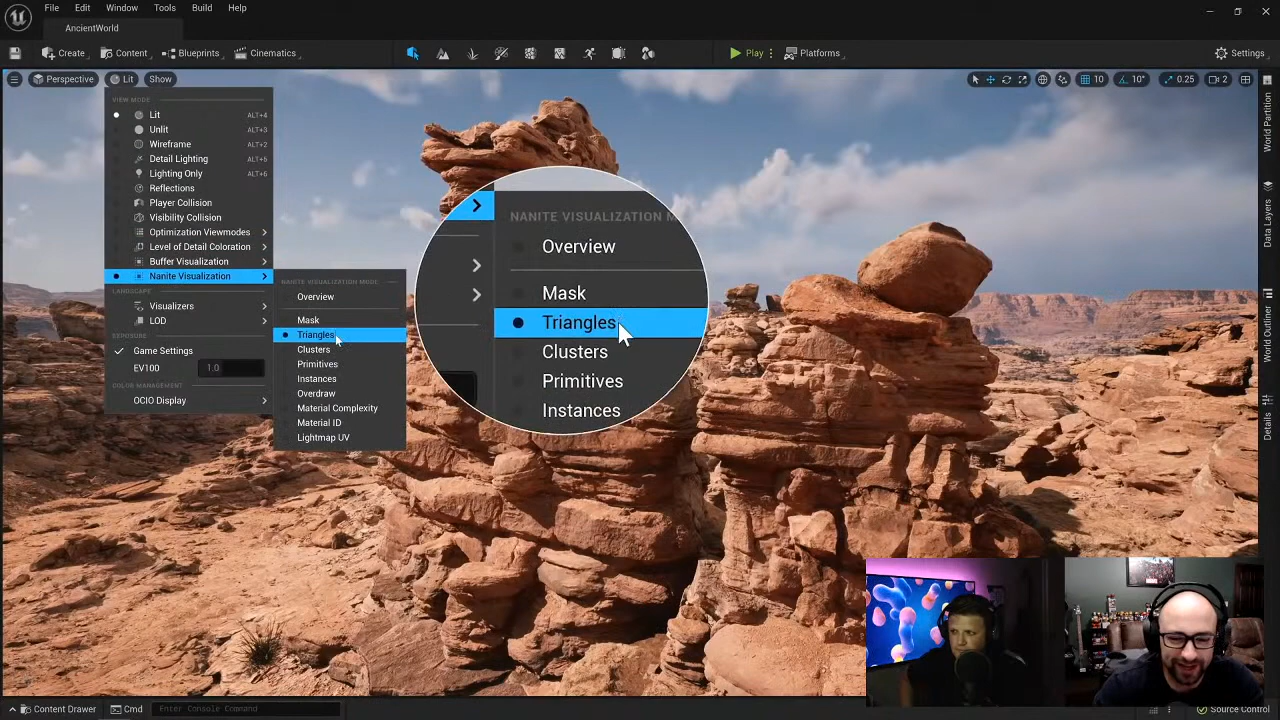 File Edit Window Tools Build Help
AncientWorld
Create Content Blueprints Cinematics Play Platforms Settings
Perspective Lit Show 10 10° 0.25 2
VIEW MODE
Lit ALT+4
Unlit ALT+3
Wireframe ALT+2
Detail Lighting ALT+5
Lighting Only ALT+6
Reflections
Player Collision
Visibility Collision
Optimization Viewmodes
Level of Detail Coloration
Buffer Visualization
Nanite Visualization
LANDSCAPE
Visualizers
LOD
EXPOSURE
Game Settings
EV100 1.0
COLOR MANAGEMENT
OCIO Display
NANITE VISUALIZATION MODE
Overview
Mask
Triangles
Clusters
Primitives
Instances
Overdraw
Material Complexity
Material ID
Lightmap UV
NANITE VISUALIZATION M
Overview
Mask
Triangles
Clusters
Primitives
Instances
World Partition
Data Layers
World Outliner
Details
Content Drawer Cmd Enter Console Command Source Control